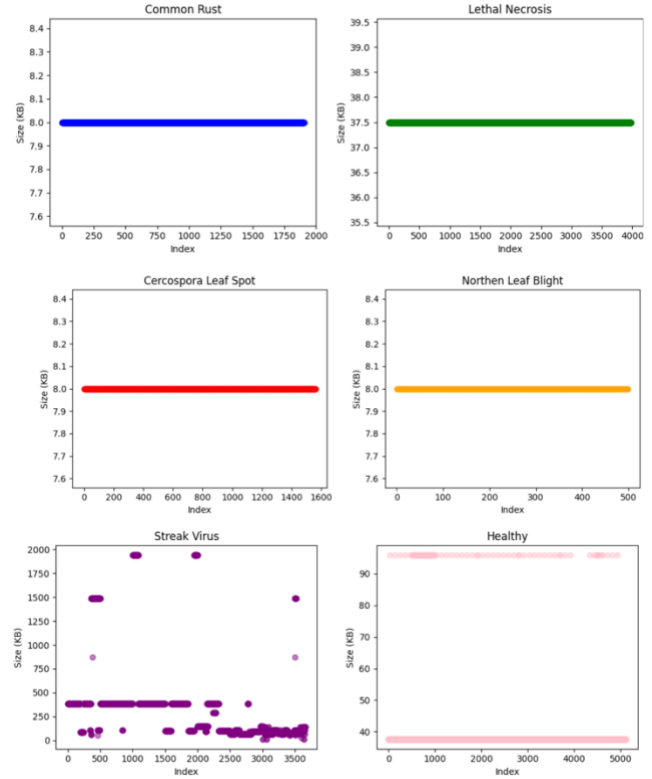 Common Rust
8.4
8.3
8.2
8.1
8.0
7.9
7.8
7.7
7.6
Size (KB)
0 250 500 750 1000 1250 1500 1750 2000
Index
Lethal Necrosis
39.5
39.0
38.5
38.0
37.5
37.0
36.5
36.0
35.5
Size (KB)
0 500 1000 1500 2000 2500 3000 3500 4000
Index
Cercospora Leaf Spot
8.4
8.3
8.2
8.1
8.0
7.9
7.8
7.7
7.6
Size (KB)
0 200 400 600 800 1000 1200 1400 1600
Index
Northen Leaf Blight
8.4
8.3
8.2
8.1
8.0
7.9
7.8
7.7
7.6
Size (KB)
0 100 200 300 400 500
Index
Streak Virus
2000
1750
1500
1250
1000
750
500
250
0
Size (KB)
0 500 1000 1500 2000 2500 3000 3500
Index
Healthy
90
80
70
60
50
40
Size (KB)
0 1000 2000 3000 4000 5000
Index